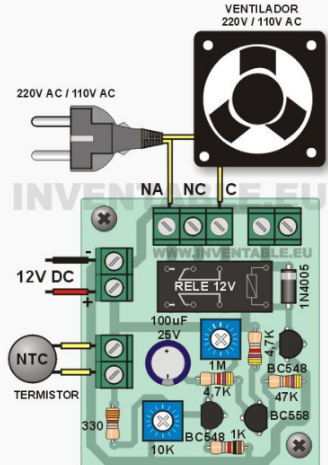 VENTILADOR
220V / 110V AC
220V AC / 110V AC
NA NC C
INVENTABLE.EU
WWW.INVENTABLE.EU
-
12V DC
+
RELE 12V
1N4005
100uF
25V
NTC
TERMISTOR
1M
4,7K
BC548
4,7K
47K
330
10K
BC548
BC558
1K